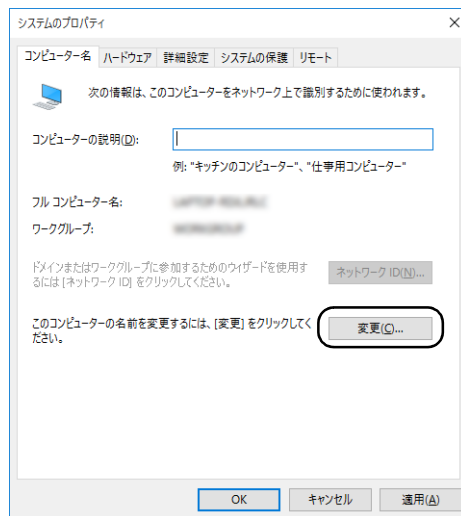 システムのプロパティ
コンピューター名 ハードウェア 詳細設定 システムの保護 リモート
次の情報は、このコンピューターをネットワーク上で識別するために使われます。
コンピューターの説明(D):
例: "キッチンのコンピューター"、"仕事用コンピューター"
フル コンピューター名:
ワークグループ:
ドメインまたはワークグループに参加するためのウィザードを使用す
るには [ネットワーク ID] をクリックしてください。
ネットワーク ID(N)...
このコンピューターの名前を変更するには、[変更] をクリックしてく
ださい。
変更(C)...
OK キャンセル 適用(A)